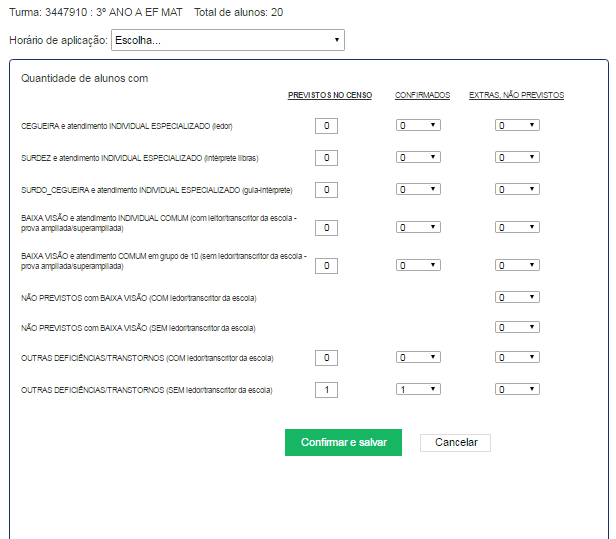 Turma: 3447910 : 3º ANO A EF MAT Total de alunos: 20
Horário de aplicação: Escolha...
Quantidade de alunos com
PREVISTOS NO CENSO CONFIRMADOS EXTRAS, NÃO PREVISTOS
CEGUEIRA e atendimento INDIVIDUAL ESPECIALIZADO (ledor) 0 0 0
SURDEZ e atendimento INDIVIDUAL ESPECIALIZADO (intérprete libras) 0 0 0
SURDO_CEGUEIRA e atendimento INDIVIDUAL ESPECIALIZADO (guia-intérprete) 0 0 0
BAIXA VISÃO e atendimento INDIVIDUAL COMUM (com leitor/transcritor da escola -
prova ampliada/superampliada) 0 0 0
BAIXA VISÃO e atendimento COMUM em grupo de 10 (sem ledor/transcritor da escola -
prova ampliada/superampliada) 0 0 0
NÃO PREVISTOS com BAIXA VISÃO (COM ledor/transcritor da escola) 0
NÃO PREVISTOS com BAIXA VISÃO (SEM ledor/transcritor da escola) 0
OUTRAS DEFICIÊNCIAS/TRANSTORNOS (COM ledor/transcritor da escola) 0 0 0
OUTRAS DEFICIÊNCIAS/TRANSTORNOS (SEM ledor/transcritor da escola) 1 1 0
Confirmar e salvar Cancelar